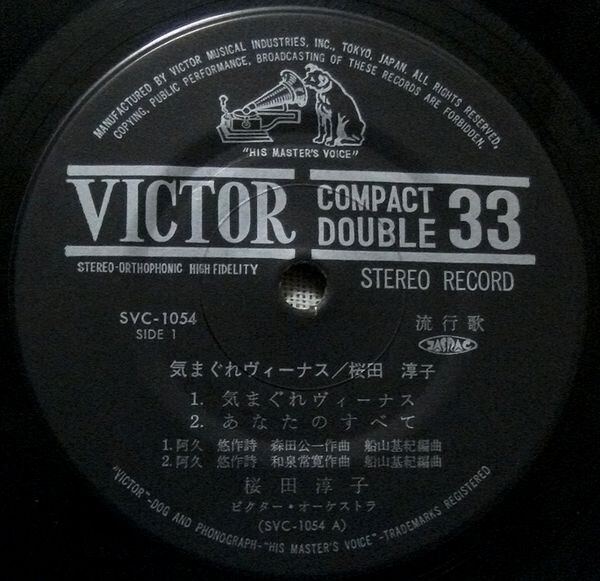 MANUFACTURED BY VICTOR MUSICAL INDUSTRIES, INC., TOKYO, JAPAN. ALL RIGHTS RESERVED.
COPYING, PUBLIC PERFORMANCE, BROADCASTING OF THESE RECORDS ARE FORBIDDEN.
"HIS MASTER'S VOICE"
VICTOR
COMPACT DOUBLE 33
STEREO-ORTHOPHONIC HIGH FIDELITY
STEREO RECORD
SVC-1054
SIDE 1
流行歌
JASRAC
気まぐれヴィーナス/桜田 淳子
1. 気まぐれヴィーナス
2. あなたのすべて
1. 阿久 悠作詩 森田公一作曲 船山基紀編曲
2. 阿久 悠作詩 和泉常寛作曲 船山基紀編曲
桜田淳子
ビクター・オーケストラ
(SVC-1054 A)
"VICTOR"-DOG AND PHONOGRAPH-"HIS MASTER'S VOICE"-TRADEMARKS REGISTERED